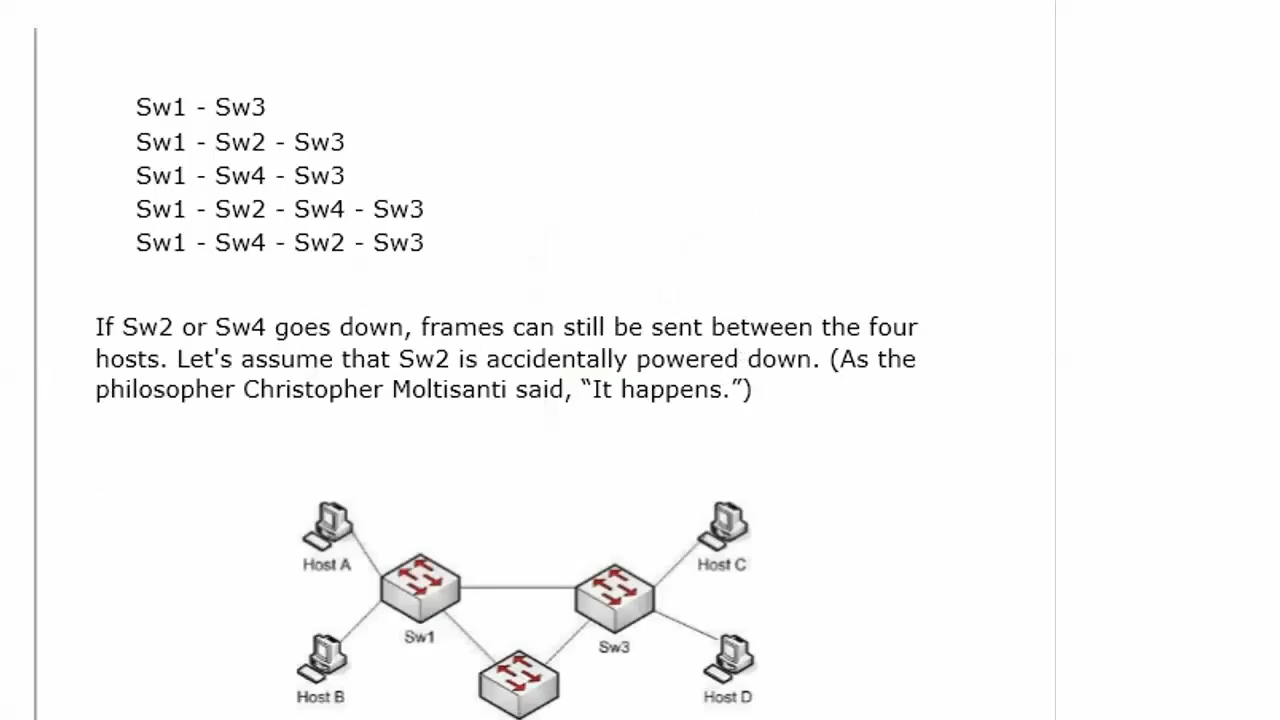 Sw1 - Sw3
Sw1 - Sw2 - Sw3
Sw1 - Sw4 - Sw3
Sw1 - Sw2 - Sw4 - Sw3
Sw1 - Sw4 - Sw2 - Sw3
If Sw2 or Sw4 goes down, frames can still be sent between the four
hosts. Let's assume that Sw2 is accidentally powered down. (As the
philosopher Christopher Moltisanti said, “It happens.”)
Host A
Host C
Sw1
Sw3
Host B
Host D